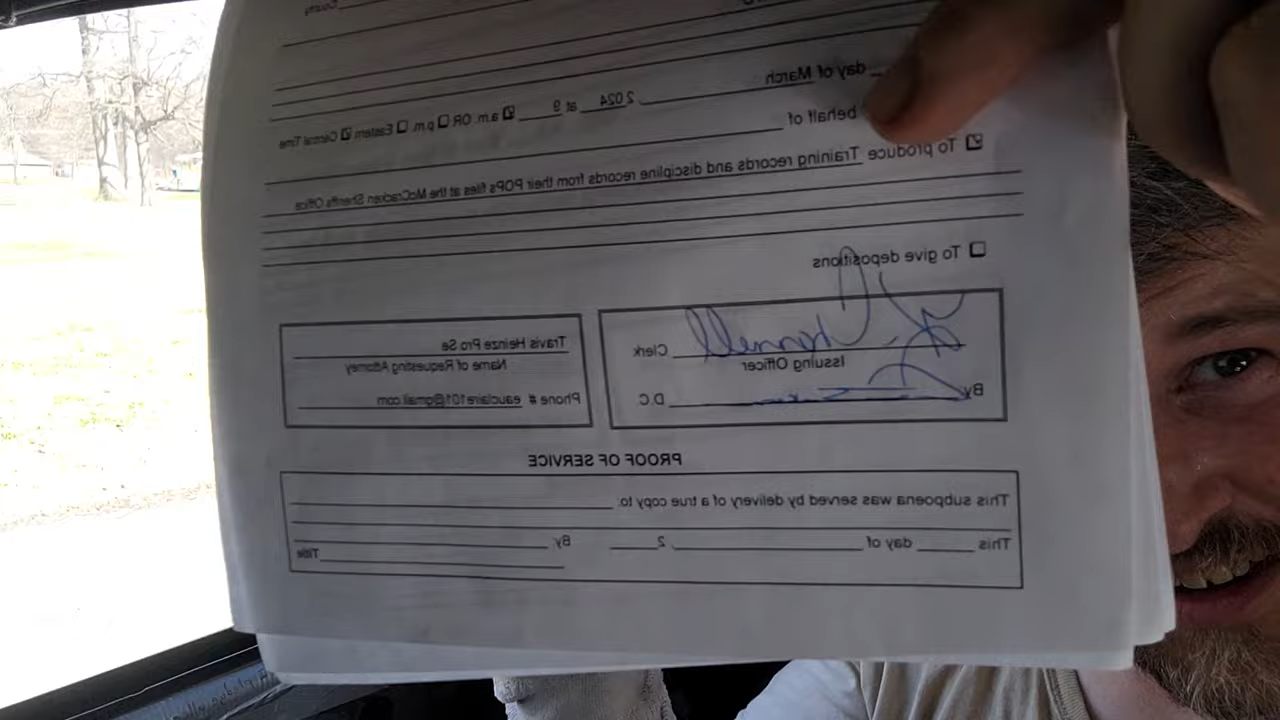 County
day of March 2024 at 9 ☑ a.m. OR ☐ p.m. ☐ Eastern ☑ Central Time
behalf of
☑ To produce Training records and discipline records from their POPs files at the McCracken Sheriffs Office
☐ To give depositions
Clerk
Issuing Officer
By D.C
Travis Heinze Pro Se
Name of Requesting Attorney
Phone # eauclaire101@gmail.com
PROOF OF SERVICE
This subpoena was served by delivery of a true copy to
This day of , 2 By
Title